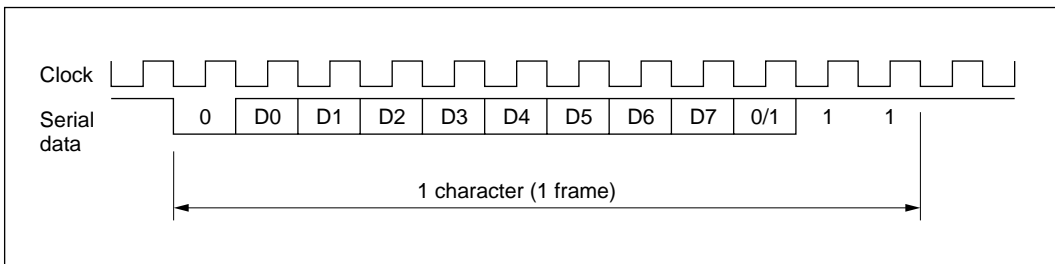 Clock
Serial
data
0 D0 D1 D2 D3 D4 D5 D6 D7 0/1 1 1
1 character (1 frame)